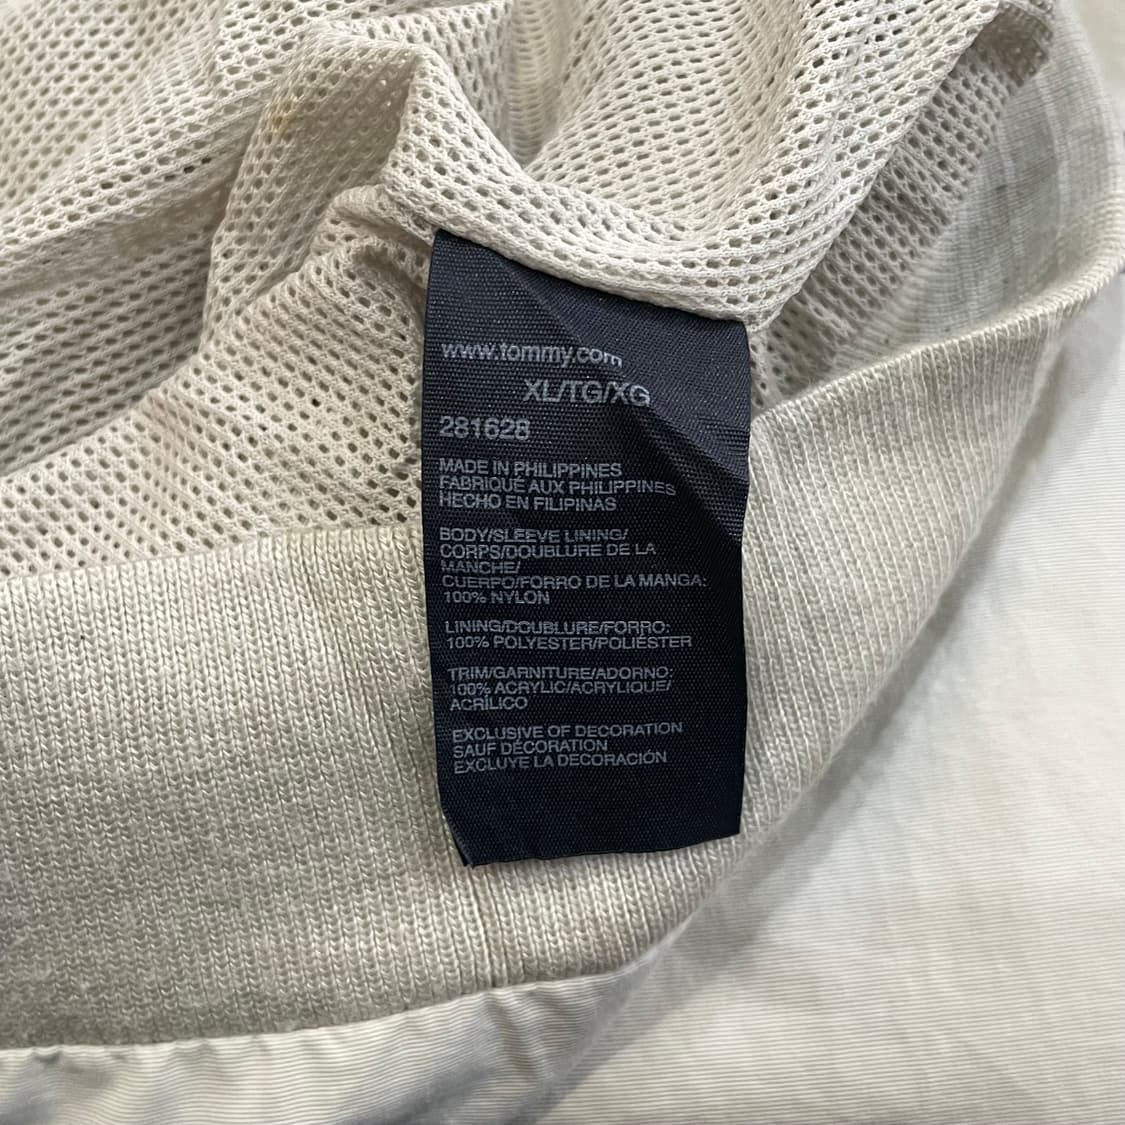 www.tommy.com
XL/TG/XG
281628
MADE IN PHILIPPINES
FABRIQUÉ AUX PHILIPPINES
HECHO EN FILIPINAS
BODY/SLEEVE LINING/
CORPS/DOUBLURE DE LA
MANCHE/
CUERPO/FORRO DE LA MANGA:
100% NYLON
LINING/DOUBLURE/FORRO:
100% POLYESTER/POLIÉSTER
TRIM/GARNITURE/ADORNO:
100% ACRYLIC/ACRYLIQUE/
ACRÍLICO
EXCLUSIVE OF DECORATION
SAUF DÉCORATION
EXCLUYE LA DECORACIÓN